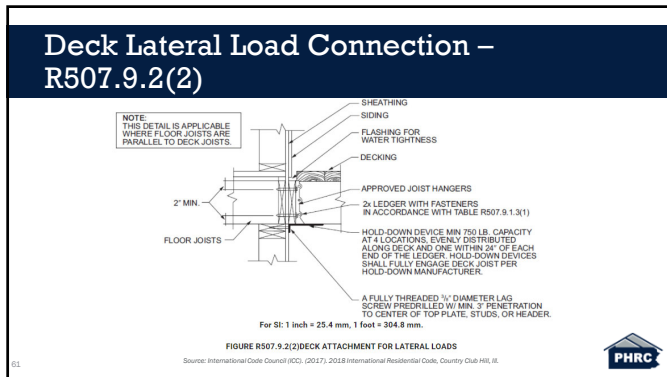 Deck Lateral Load Connection –
R507.9.2(2)
NOTE:
THIS DETAIL IS APPLICABLE
WHERE FLOOR JOISTS ARE
PARALLEL TO DECK JOISTS.
SHEATHING
SIDING
FLASHING FOR
WATER TIGHTNESS
DECKING
APPROVED JOIST HANGERS
2" MIN.
2x LEDGER WITH FASTENERS
IN ACCORDANCE WITH TABLE R507.9.1.3(1)
FLOOR JOISTS
HOLD-DOWN DEVICE MIN 750 LB. CAPACITY
AT 4 LOCATIONS, EVENLY DISTRIBUTED
ALONG DECK AND ONE WITHIN 24" OF EACH
END OF THE LEDGER. HOLD-DOWN DEVICES
SHALL FULLY ENGAGE DECK JOIST PER
HOLD-DOWN MANUFACTURER.
A FULLY THREADED 3/8" DIAMETER LAG
SCREW PREDRILLED W/ MIN. 3" PENETRATION
TO CENTER OF TOP PLATE, STUDS, OR HEADER.
For SI: 1 inch = 25.4 mm, 1 foot = 304.8 mm.
FIGURE R507.9.2(2)DECK ATTACHMENT FOR LATERAL LOADS
Source: International Code Council (ICC). (2017). 2018 International Residential Code, Country Club Hill, Ill.
61
PHRC